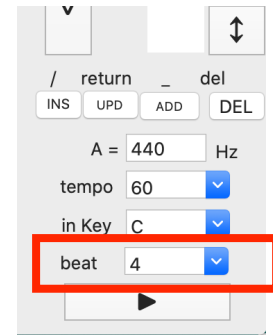 / return _ del
INS UPD ADD DEL
A = 440 Hz
tempo 60
in Key C
beat 4